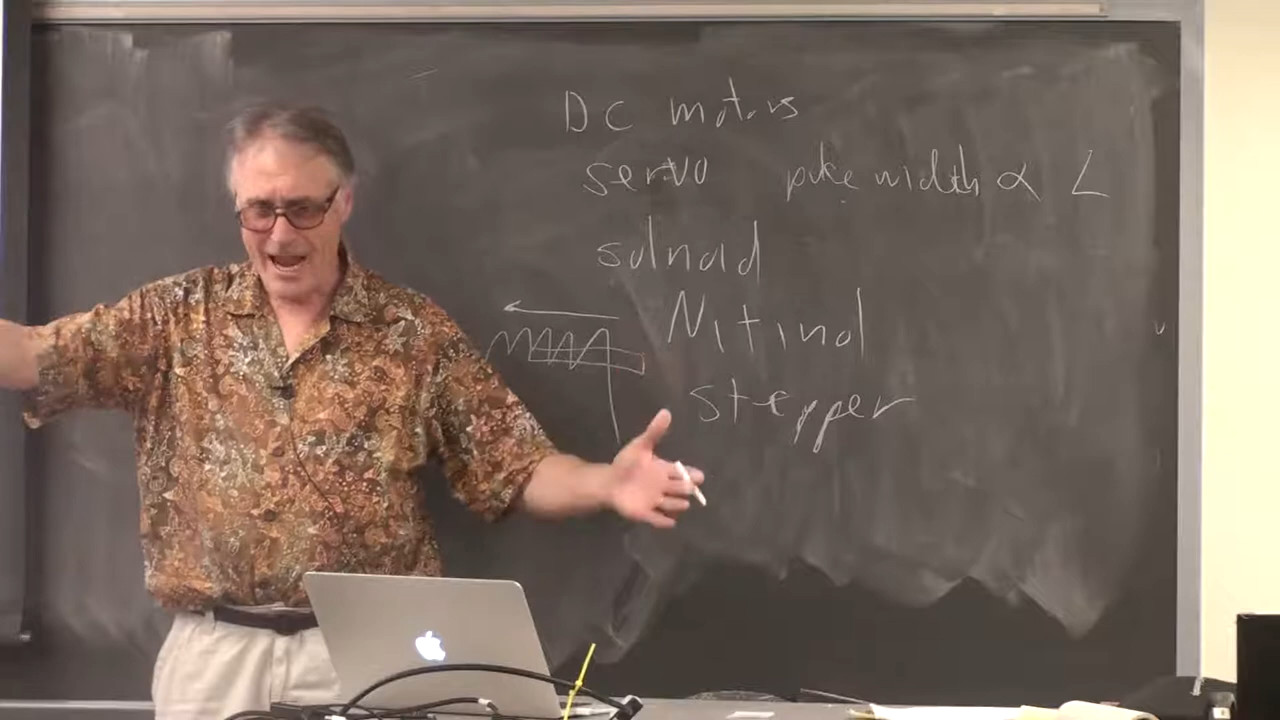 DC motors
servo pulse width ∝ ∠
solnoid
Nitinol
stepper